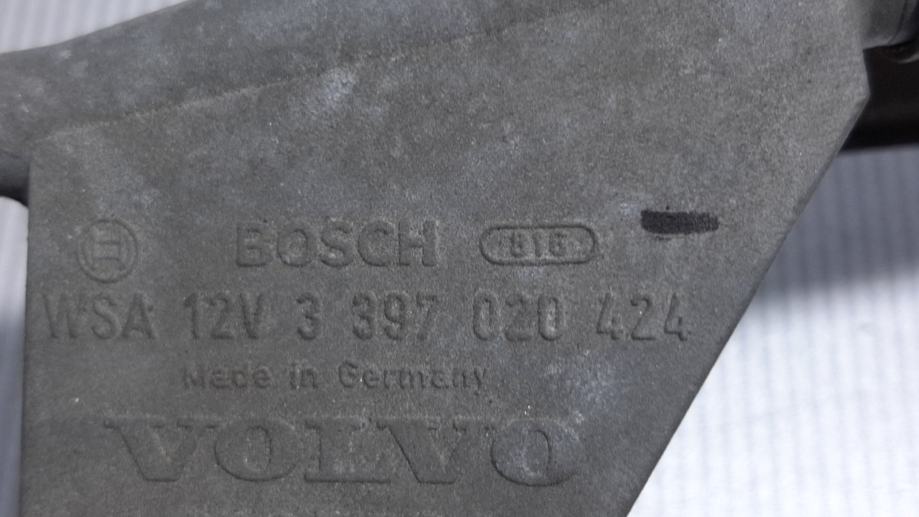 BOSCH 816
WSA 12V 3 397 020 424
Made in Germany
VOLVO